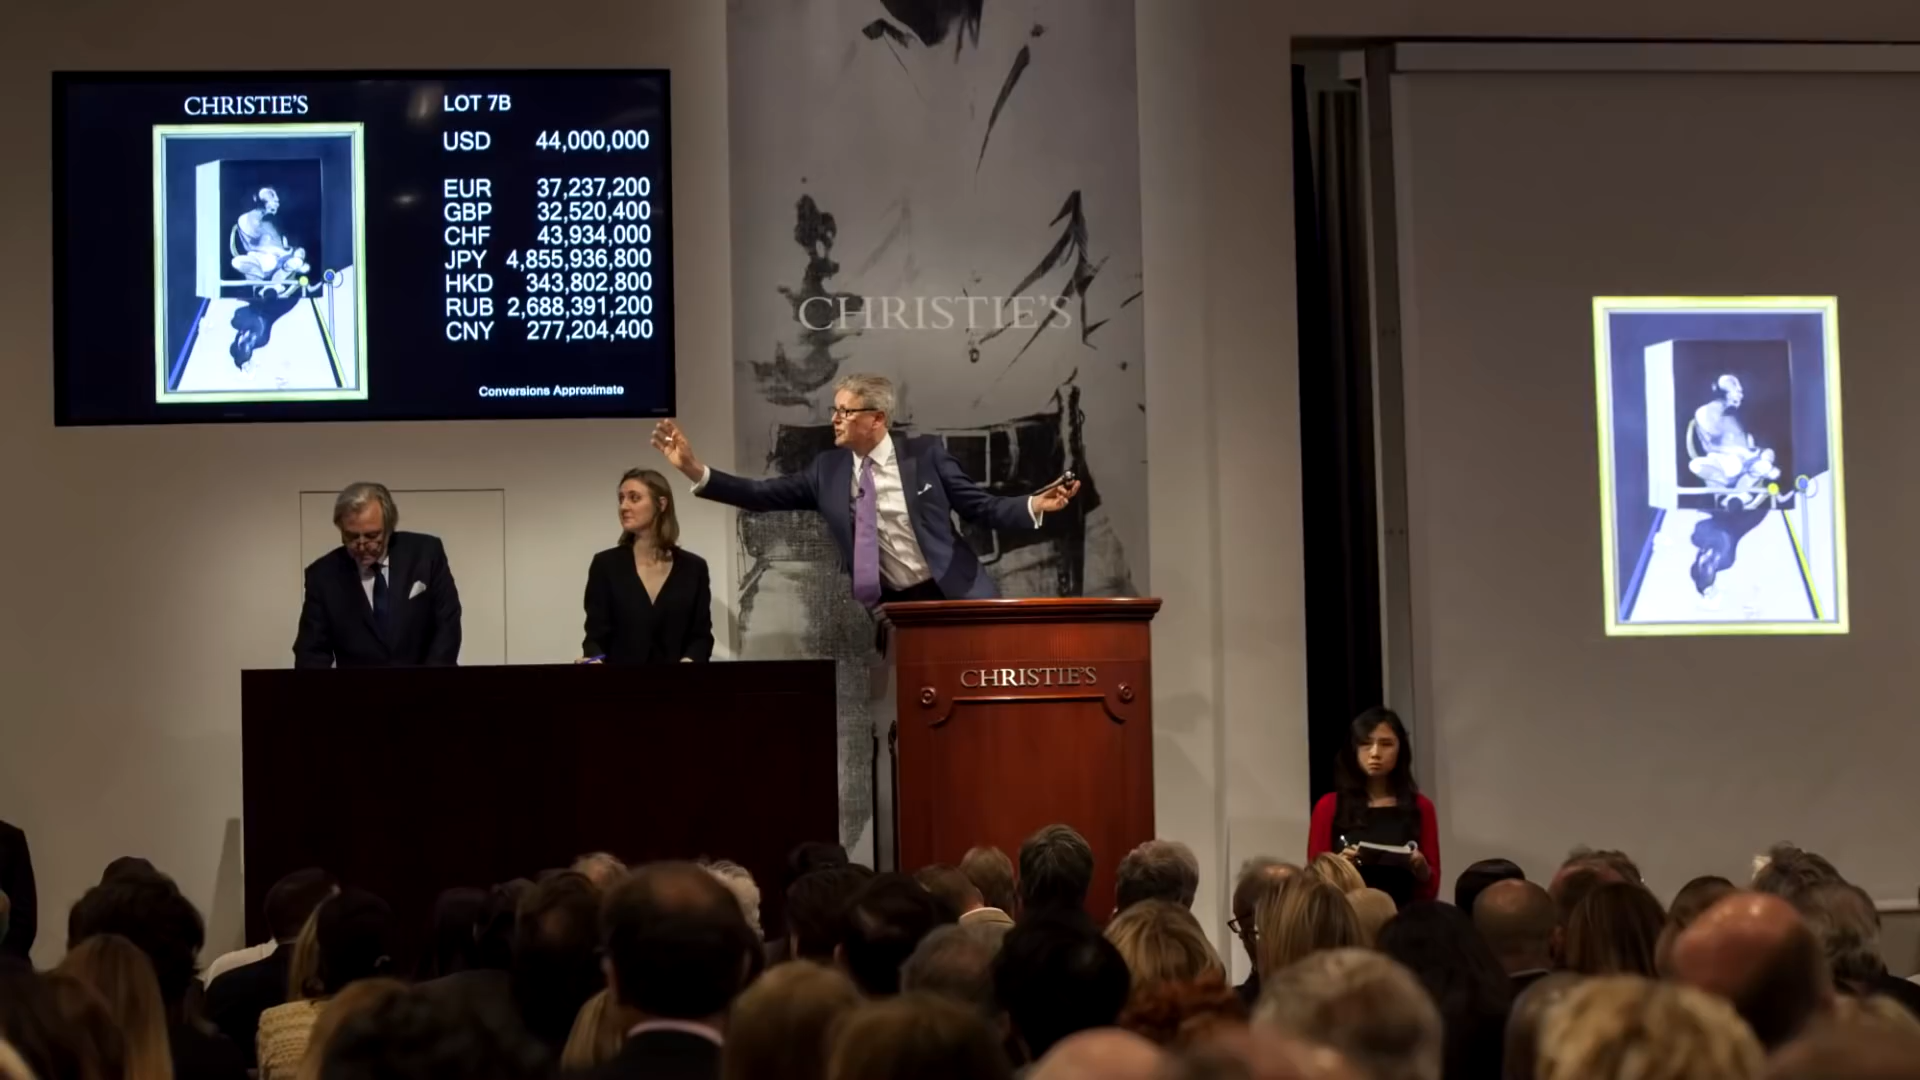 CHRISTIE'S
LOT 7B
USD 44,000,000
EUR 37,237,200
GBP 32,520,400
CHF 43,934,000
JPY 4,855,936,800
HKD 343,802,800
RUB 2,688,391,200
CNY 277,204,400
Conversions Approximate
CHRISTIE'S
CHRISTIE'S